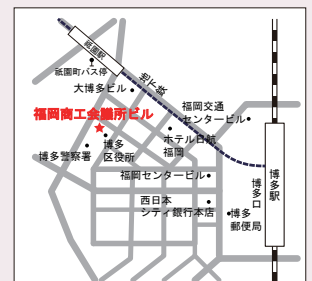 祇園駅
祇園町バス停
地下鉄
大博多ビル
福岡交通
センタービル
福岡商工会議所ビル
博多警察署
博多
区役所
ホテル日航
福岡
福岡センタービル
博多駅
博多口
西日本
シティ銀行本店
博多
郵便局